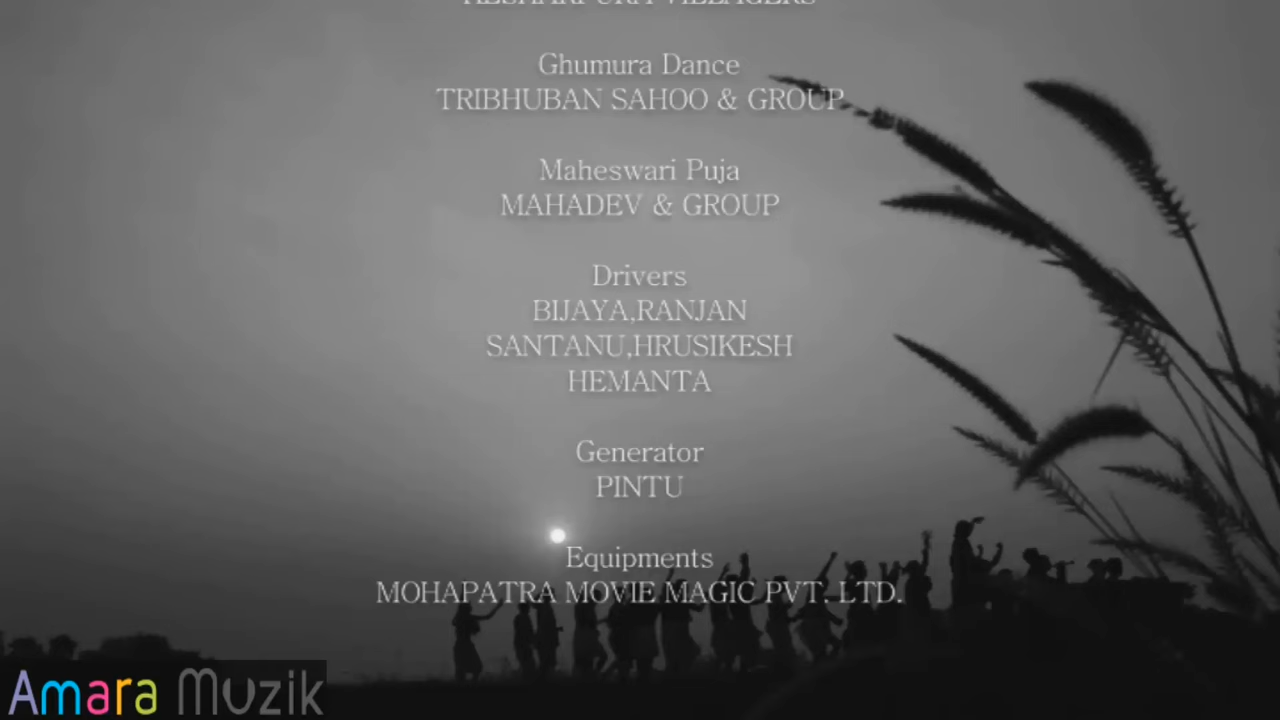 VILLAGERS
Ghumura Dance
TRIBHUBAN SAHOO & GROUP
Maheswari Puja
MAHADEV & GROUP
Drivers
BIJAYA,RANJAN
SANTANU,HRUSIKESH
HEMANTA
Generator
PINTU
Equipments
MOHAPATRA MOVIE MAGIC PVT. LTD.
Amara Muzik